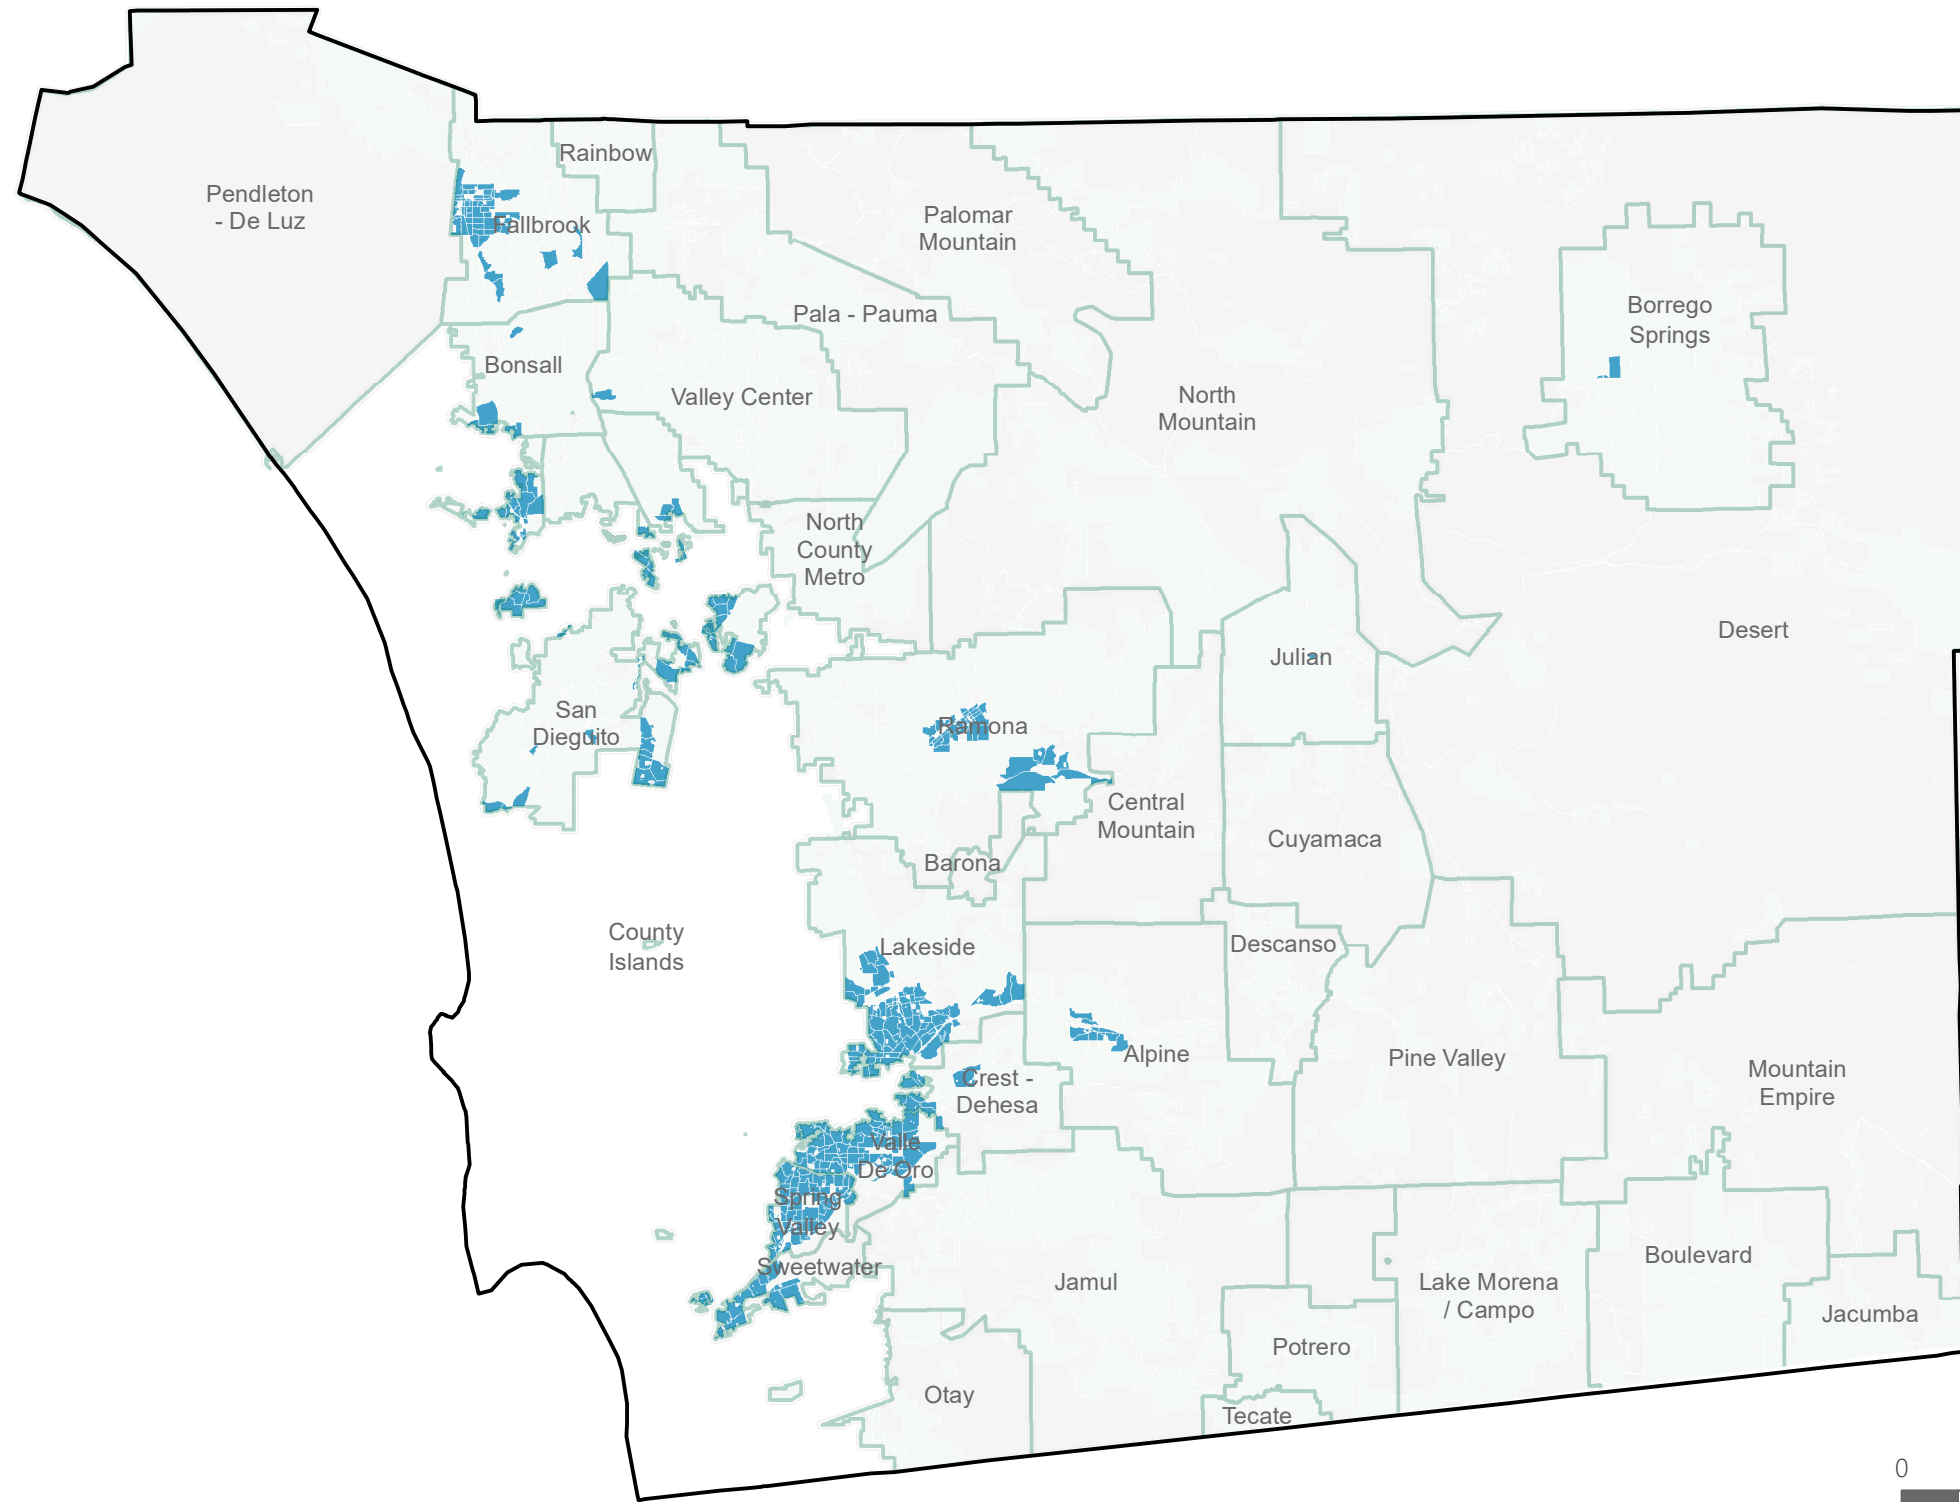 Rainbow
Pendleton
- De Luz
Fallbrook
Palomar
Mountain
Borrego
Springs
Pala - Pauma
Bonsall
Valley Center
North
Mountain
North
County
Metro
Desert
Julian
San
Dieguito
Ramona
Central
Mountain
Cuyamaca
Barona
County
Islands
Lakeside
Descanso
Alpine
Pine Valley
Crest -
Dehesa
Mountain
Empire
Valle
De Oro
Spring
Valley
Sweetwater
Jamul
Lake Morena
/ Campo
Boulevard
Jacumba
Potrero
Otay
Tecate
0